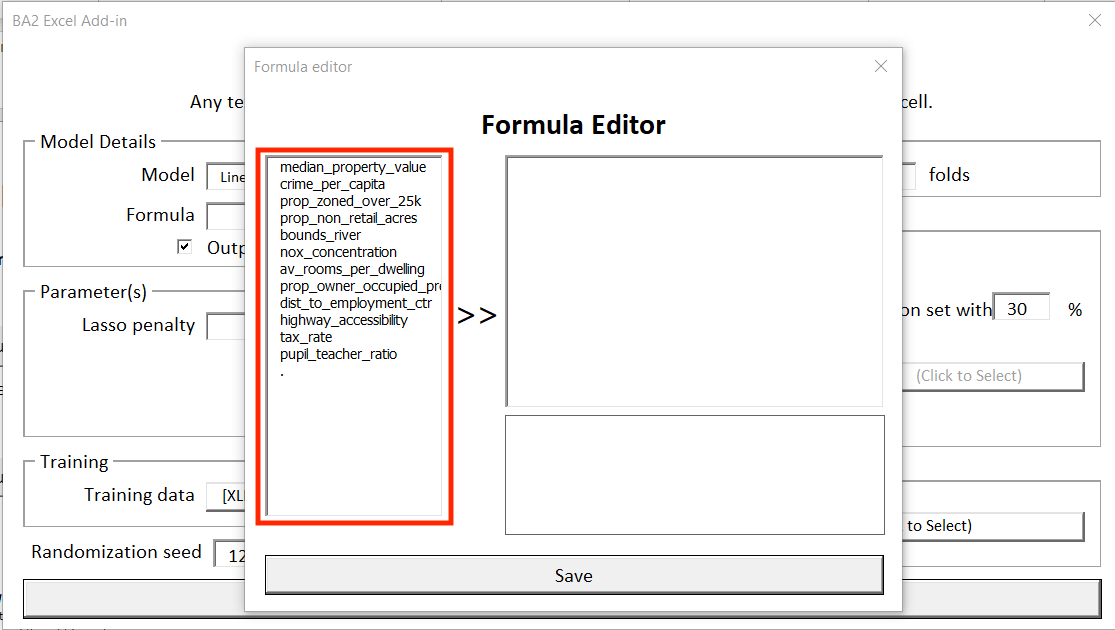 BA2 Excel Add-in
Formula editor
Any te
cell.
Formula Editor
Model Details
Model
Line
folds
Formula
Outp
median_property_value
crime_per_capita
prop_zoned_over_25k
prop_non_retail_acres
bounds_river
nox_concentration
av_rooms_per_dwelling
prop_owner_occupied_pr
dist_to_employment_ctr
highway_accessibility
tax_rate
pupil_teacher_ratio
.
>>
Parameter(s)
Lasso penalty
on set with 30 %
(Click to Select)
Training
Training data
[XL
to Select)
Randomization seed
12
Save